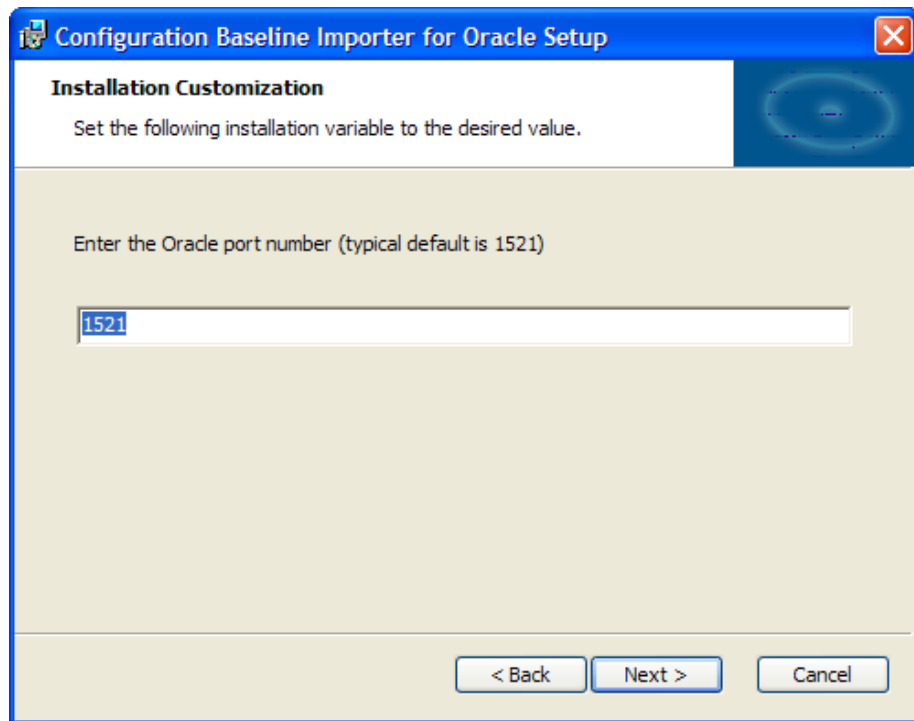 Configuration Baseline Importer for Oracle Setup
Installation Customization
Set the following installation variable to the desired value.
Enter the Oracle port number (typical default is 1521)
1521
< Back Next > Cancel